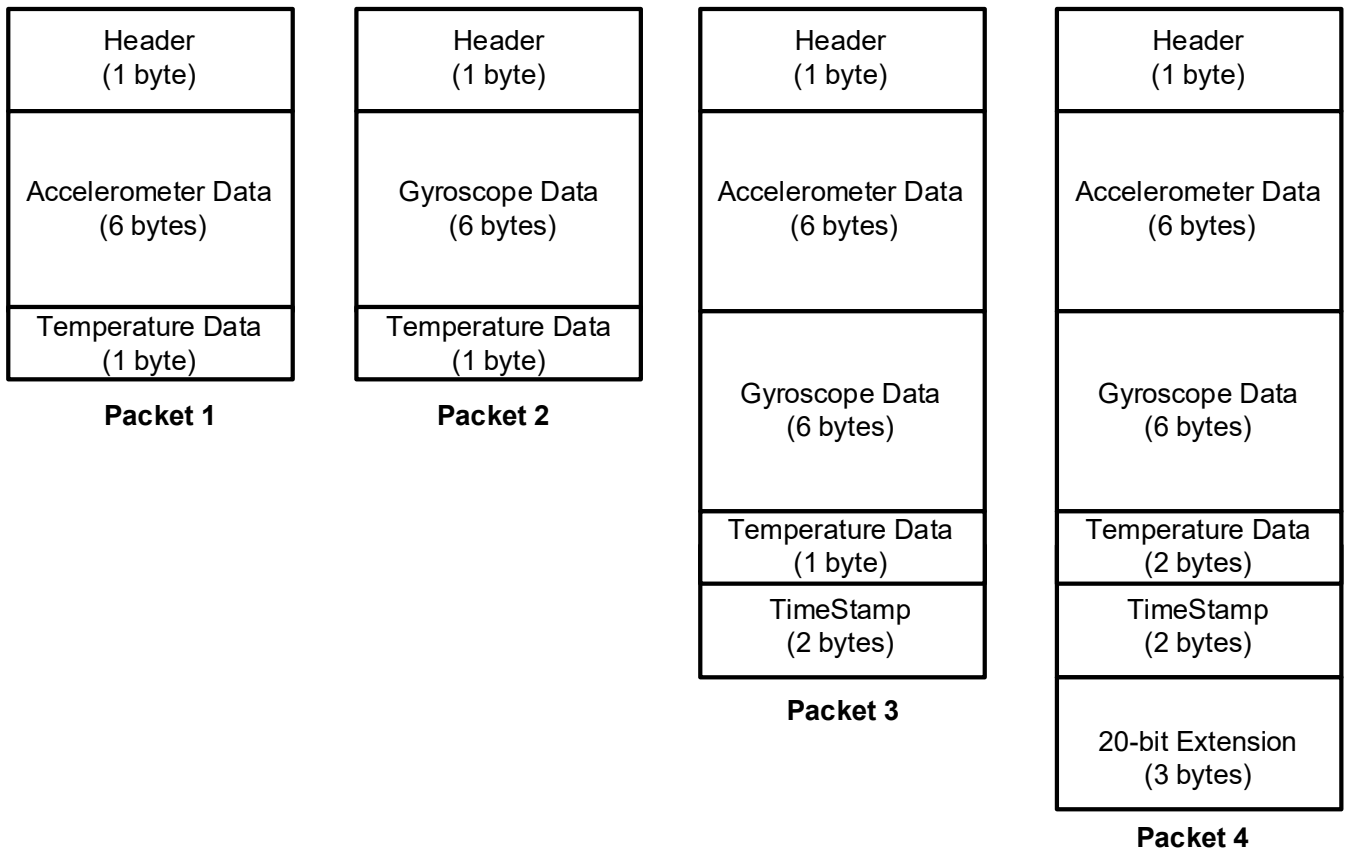 Header
(1 byte)
Accelerometer Data
(6 bytes)
Temperature Data
(1 byte)
Packet 1
Header
(1 byte)
Gyroscope Data
(6 bytes)
Temperature Data
(1 byte)
Packet 2
Header
(1 byte)
Accelerometer Data
(6 bytes)
Gyroscope Data
(6 bytes)
Temperature Data
(1 byte)
TimeStamp
(2 bytes)
Packet 3
Header
(1 byte)
Accelerometer Data
(6 bytes)
Gyroscope Data
(6 bytes)
Temperature Data
(2 bytes)
TimeStamp
(2 bytes)
20-bit Extension
(3 bytes)
Packet 4